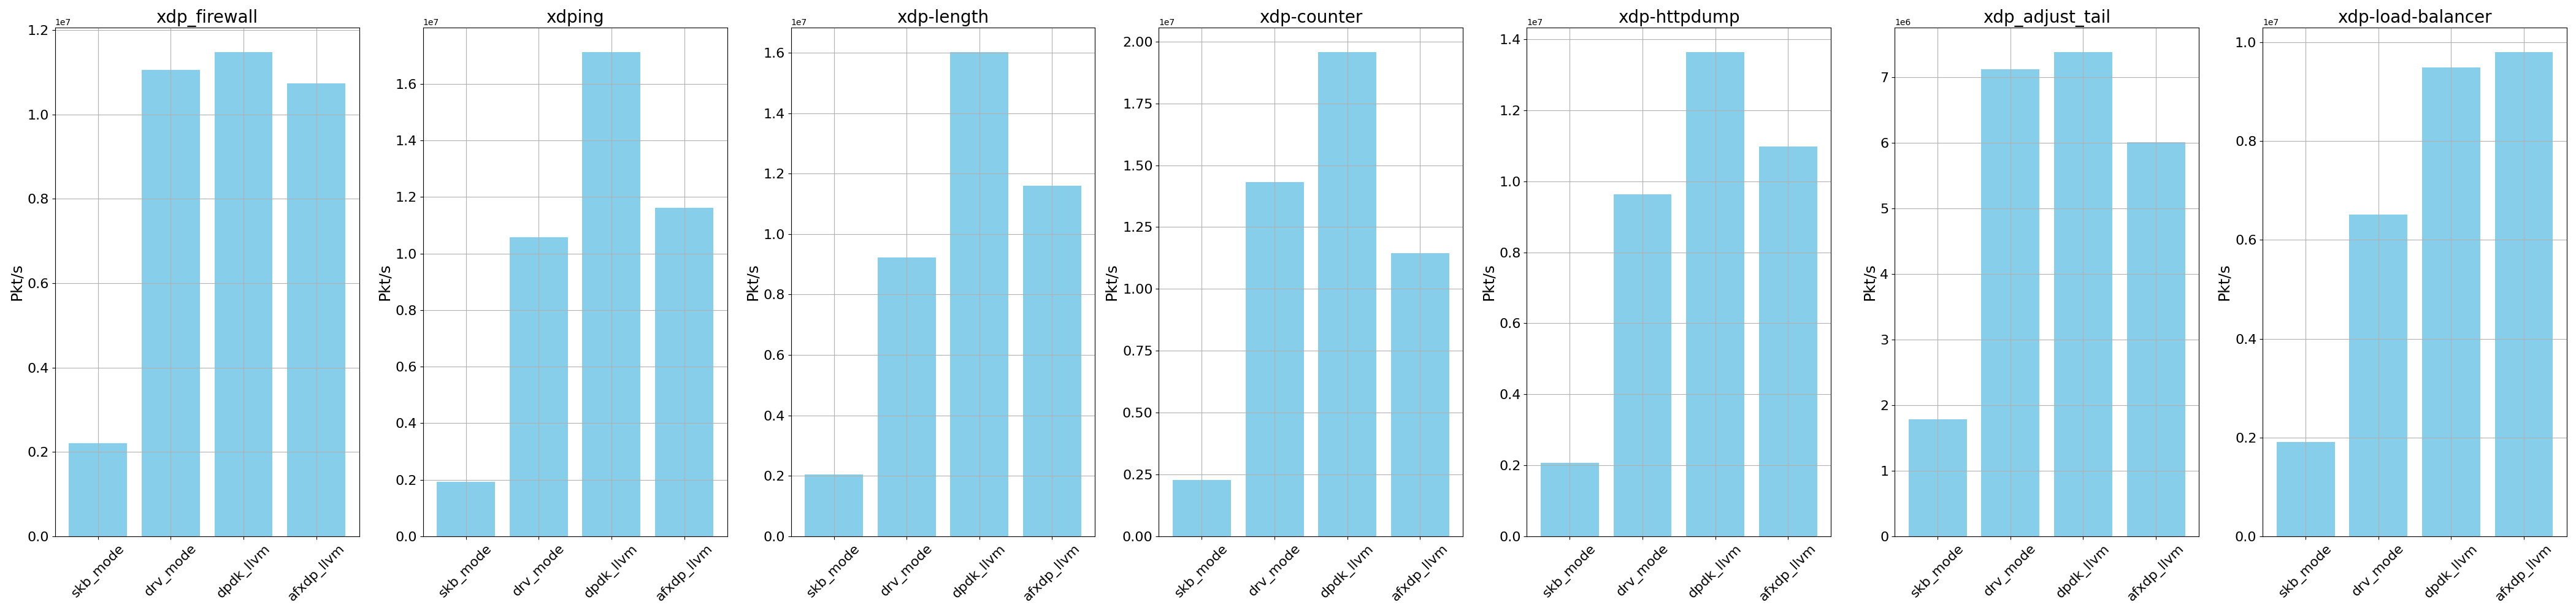 xdp_firewall
1e7
Pkt/s
1.2
1.0
0.8
0.6
0.4
0.2
0.0
skb_mode
drv_mode
dpdk_llvm
afxdp_llvm
xdping
1e7
Pkt/s
1.6
1.4
1.2
1.0
0.8
0.6
0.4
0.2
0.0
skb_mode
drv_mode
dpdk_llvm
afxdp_llvm
xdp-length
1e7
Pkt/s
1.6
1.4
1.2
1.0
0.8
0.6
0.4
0.2
0.0
skb_mode
drv_mode
dpdk_llvm
afxdp_llvm
xdp-counter
1e7
Pkt/s
2.00
1.75
1.50
1.25
1.00
0.75
0.50
0.25
0.00
skb_mode
drv_mode
dpdk_llvm
afxdp_llvm
xdp-httpdump
1e7
Pkt/s
1.4
1.2
1.0
0.8
0.6
0.4
0.2
0.0
skb_mode
drv_mode
dpdk_llvm
afxdp_llvm
xdp_adjust_tail
1e6
Pkt/s
7
6
5
4
3
2
1
0
skb_mode
drv_mode
dpdk_llvm
afxdp_llvm
xdp-load-balancer
1e7
Pkt/s
1.0
0.8
0.6
0.4
0.2
0.0
skb_mode
drv_mode
dpdk_llvm
afxdp_llvm